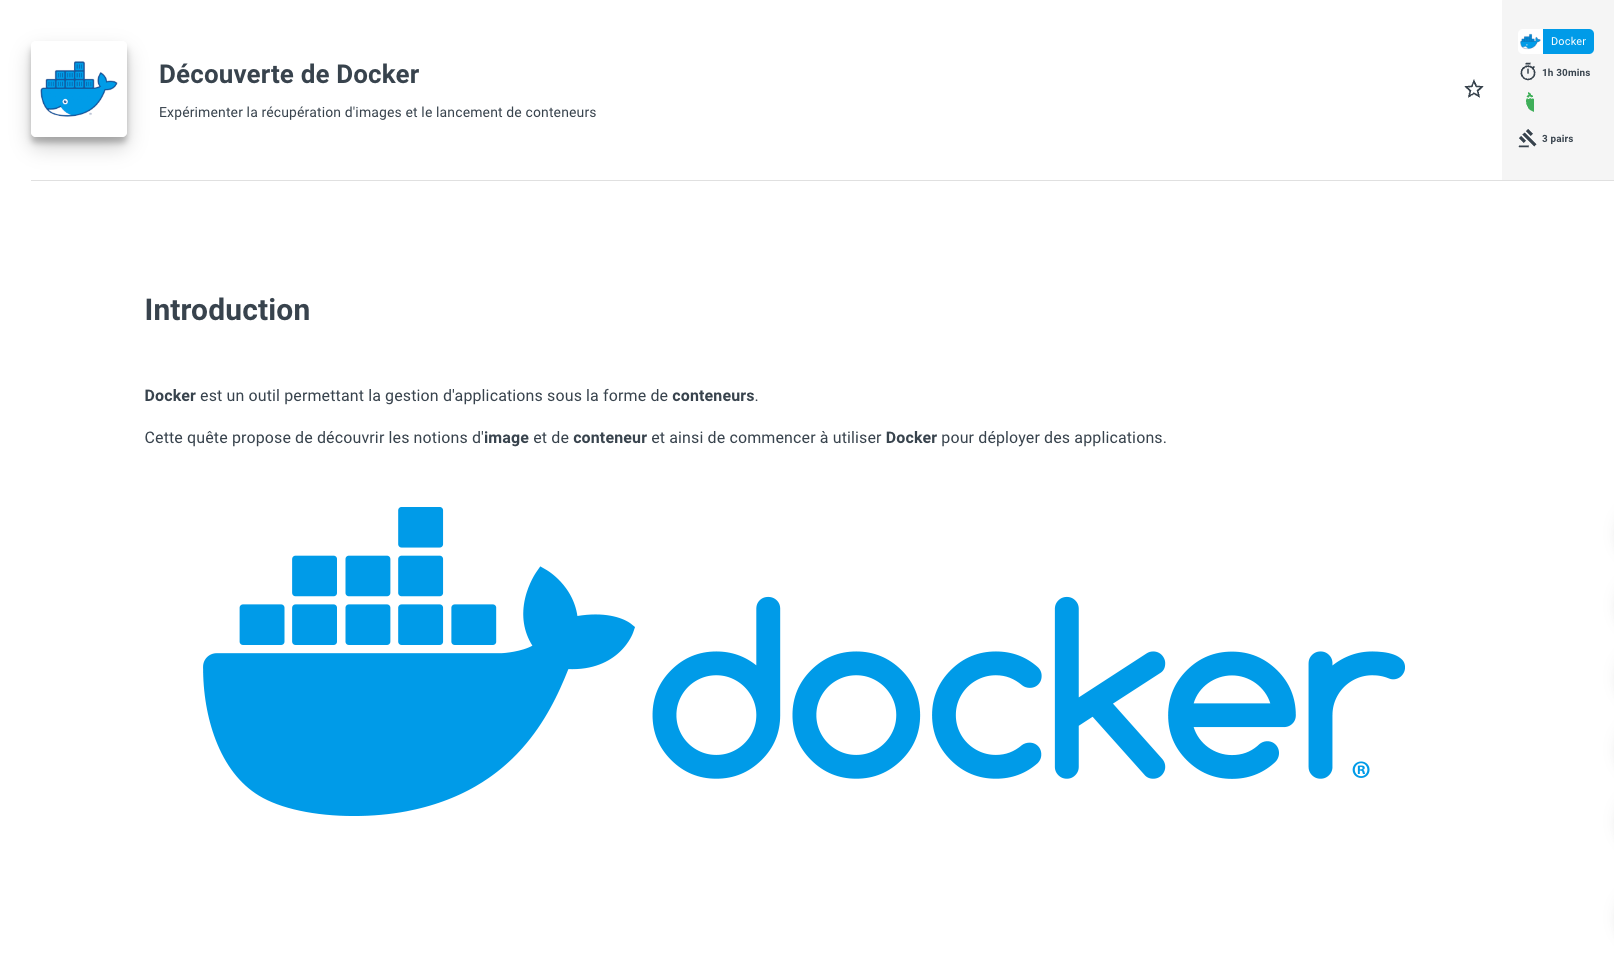 Découverte de Docker
Expérimenter la récupération d'images et le lancement de conteneurs
Docker
1h 30mins
3 pairs
Introduction
Docker est un outil permettant la gestion d'applications sous la forme de conteneurs.
Cette quête propose de découvrir les notions d'image et de conteneur et ainsi de commencer à utiliser Docker pour déployer des applications.
docker®